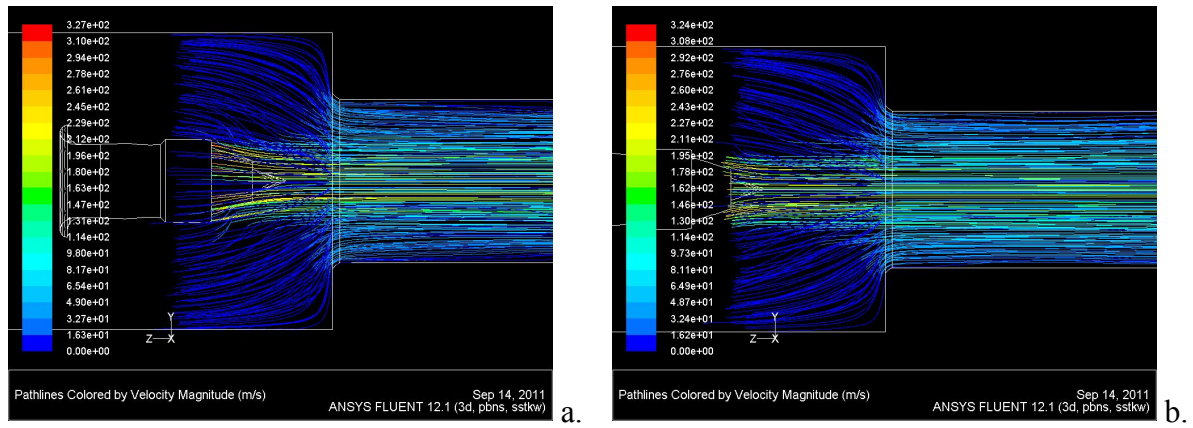 3.27e+02
3.10e+02
2.94e+02
2.78e+02
2.61e+02
2.45e+02
2.29e+02
2.12e+02
1.96e+02
1.80e+02
1.63e+02
1.47e+02
1.31e+02
1.14e+02
9.80e+01
8.17e+01
6.54e+01
4.90e+01
3.27e+01
1.63e+01
0.00e+00
Y
Z X
Pathlines Colored by Velocity Magnitude (m/s)
Sep 14, 2011
ANSYS FLUENT 12.1 (3d, pbns, sstkw)
a.
3.24e+02
3.08e+02
2.92e+02
2.76e+02
2.59e+02
2.43e+02
2.27e+02
2.11e+02
1.95e+02
1.78e+02
1.62e+02
1.46e+02
1.30e+02
1.14e+02
9.73e+01
8.11e+01
6.49e+01
4.87e+01
3.24e+01
1.62e+01
0.00e+00
Y
Z X
Pathlines Colored by Velocity Magnitude (m/s)
Sep 14, 2011
ANSYS FLUENT 12.1 (3d, pbns, sstkw)
b.